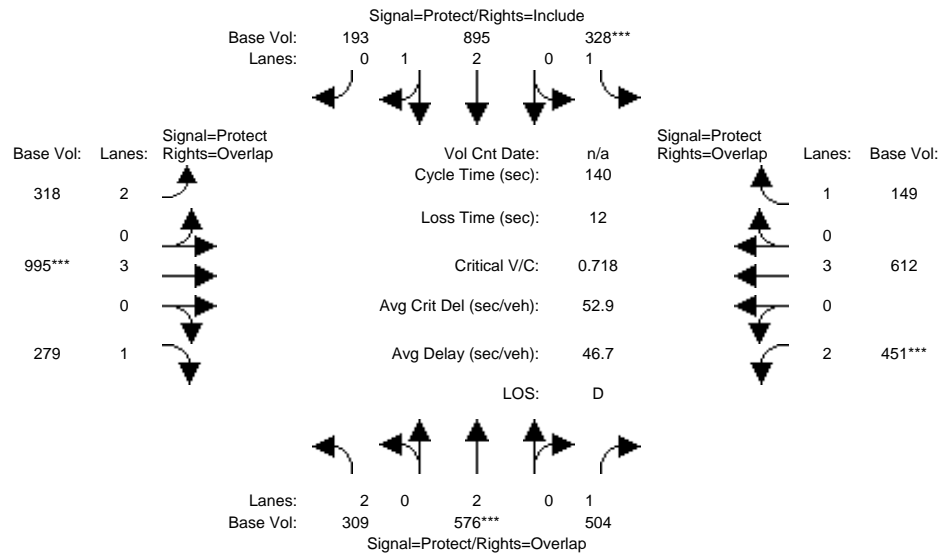 Signal=Protect/Rights=Include
Base Vol: 193 895 328***
Lanes: 0 1 2 0 1
Signal=Protect
Base Vol: Lanes: Rights=Overlap
Vol Cnt Date: n/a
Signal=Protect
Rights=Overlap Lanes: Base Vol:
Cycle Time (sec): 140
318 2
1 149
Loss Time (sec): 12
0
0
995*** 3
Critical V/C: 0.718
3 612
0
Avg Crit Del (sec/veh): 52.9
0
279 1
Avg Delay (sec/veh): 46.7
2 451***
LOS: D
Lanes: 2 0 2 0 1
Base Vol: 309 576*** 504
Signal=Protect/Rights=Overlap